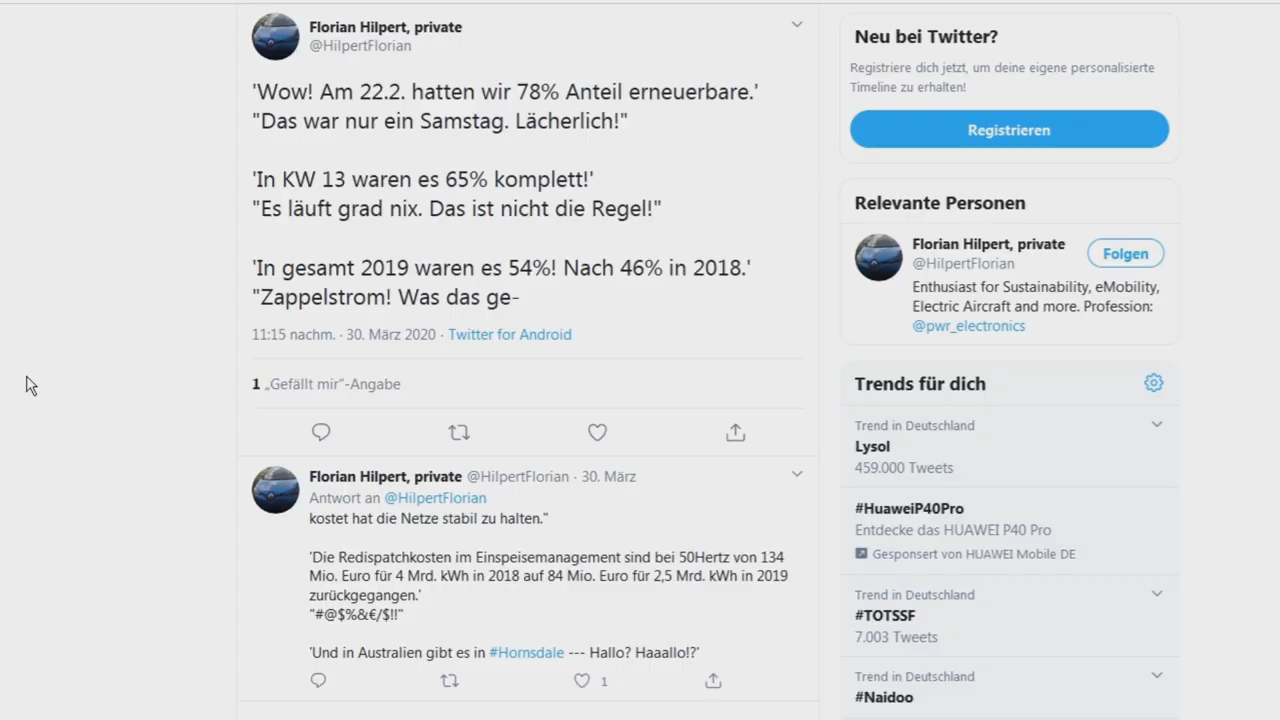 Florian Hilpert, private
@HilpertFlorian
'Wow! Am 22.2. hatten wir 78% Anteil erneuerbare.'
"Das war nur ein Samstag. Lächerlich!"
'In KW 13 waren es 65% komplett!'
"Es läuft grad nix. Das ist nicht die Regel!"
'In gesamt 2019 waren es 54%! Nach 46% in 2018.'
"Zappelstrom! Was das ge-
11:15 nachm. · 30. März 2020 · Twitter for Android
1 „Gefällt mir“-Angabe
Florian Hilpert, private @HilpertFlorian · 30. März
Antwort an @HilpertFlorian
kostet hat die Netze stabil zu halten."
'Die Redispatchkosten im Einspeisemanagement sind bei 50Hertz von 134
Mio. Euro für 4 Mrd. kWh in 2018 auf 84 Mio. Euro für 2,5 Mrd. kWh in 2019
zurückgegangen.'
"#@$%&€/$!!"
'Und in Australien gibt es in #Hornsdale --- Hallo? Haaallo!?'
1
Neu bei Twitter?
Registriere dich jetzt, um deine eigene personalisierte
Timeline zu erhalten!
Registrieren
Relevante Personen
Florian Hilpert, private
@HilpertFlorian
Folgen
Enthusiast for Sustainability, eMobility,
Electric Aircraft and more. Profession:
@pwr_electronics
Trends für dich
Trend in Deutschland
Lysol
459.000 Tweets
#HuaweiP40Pro
Entdecke das HUAWEI P40 Pro
Gesponsert von HUAWEI Mobile DE
Trend in Deutschland
#TOTSSF
7.003 Tweets
Trend in Deutschland
#Naidoo